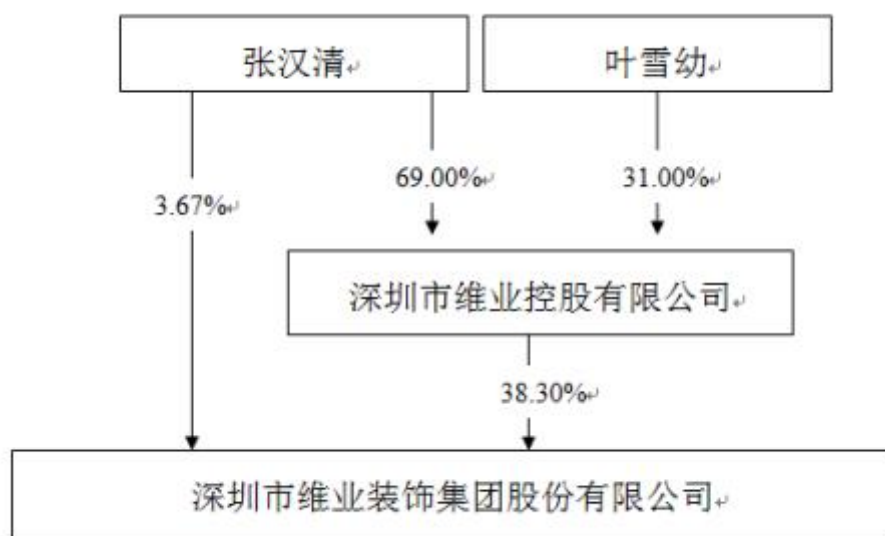 张汉清
叶雪幼
69.00%
31.00%
3.67%
深圳市维业控股有限公司
38.30%
深圳市维业装饰集团股份有限公司